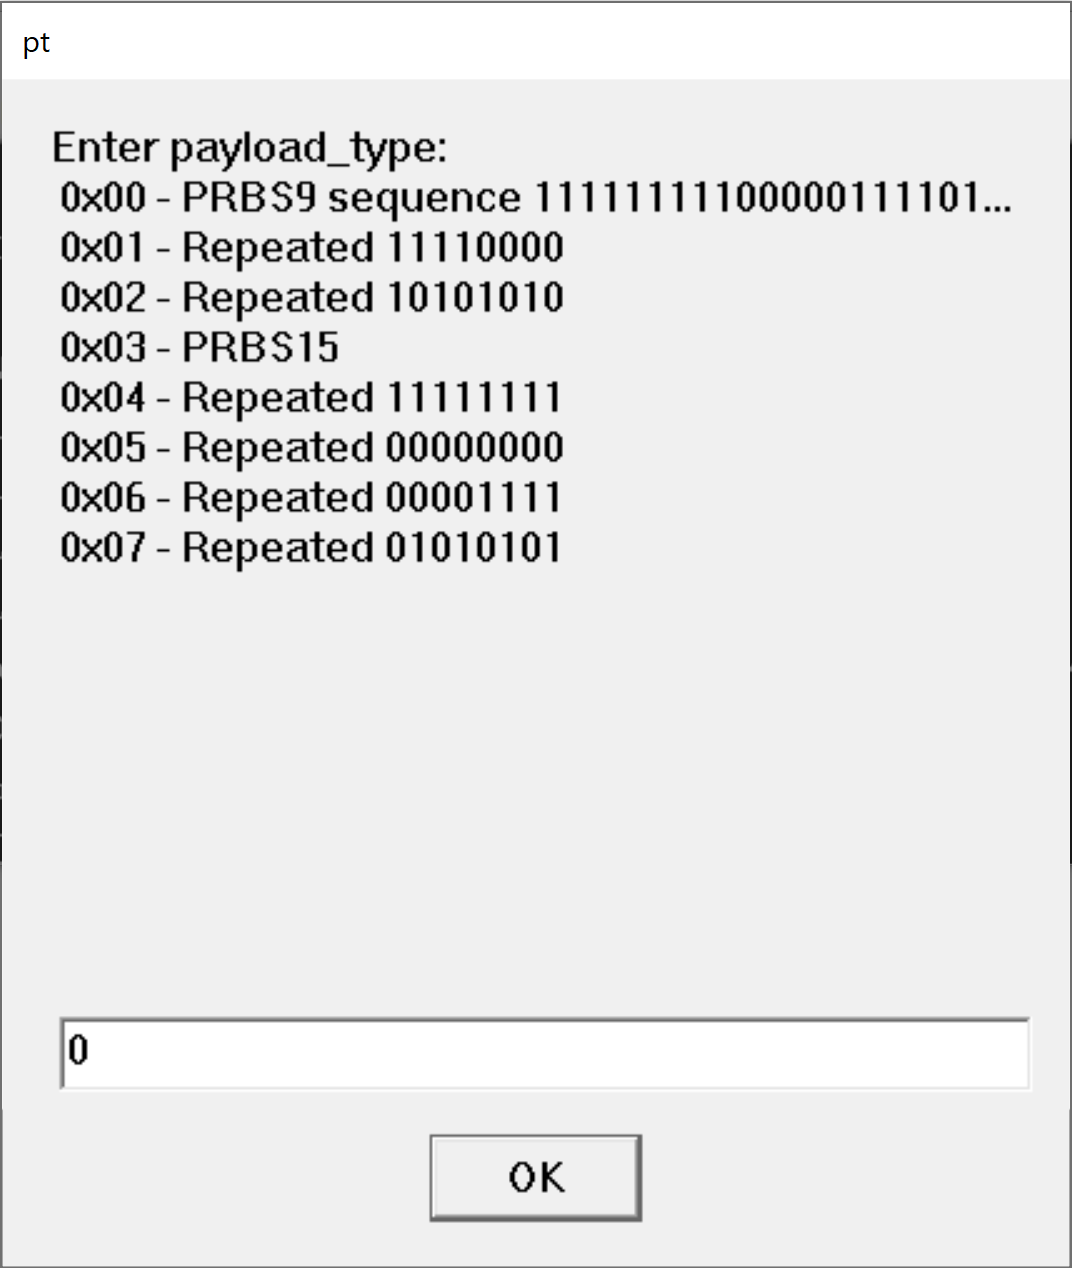 pt
Enter payload_type:
0x00 - PRBS9 sequence 11111111100000111101...
0x01 - Repeated 11110000
0x02 - Repeated 10101010
0x03 - PRBS15
0x04 - Repeated 11111111
0x05 - Repeated 00000000
0x06 - Repeated 00001111
0x07 - Repeated 01010101
0
OK